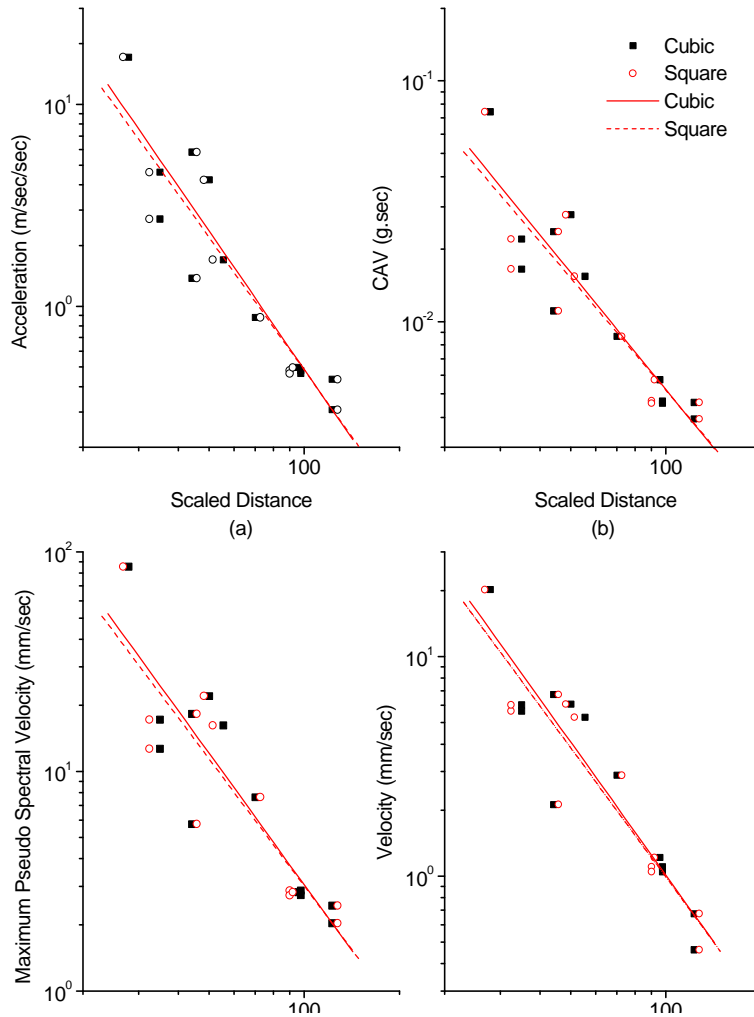 Acceleration (m/sec/sec)
10^1
10^0
100
Scaled Distance
(a)
CAV (g.sec)
10^-1
10^-2
100
Scaled Distance
(b)
Cubic
Square
Cubic
Square
Maximum Pseudo Spectral Velocity (mm/sec)
10^2
10^1
10^0
100
Velocity (mm/sec)
10^1
10^0
100